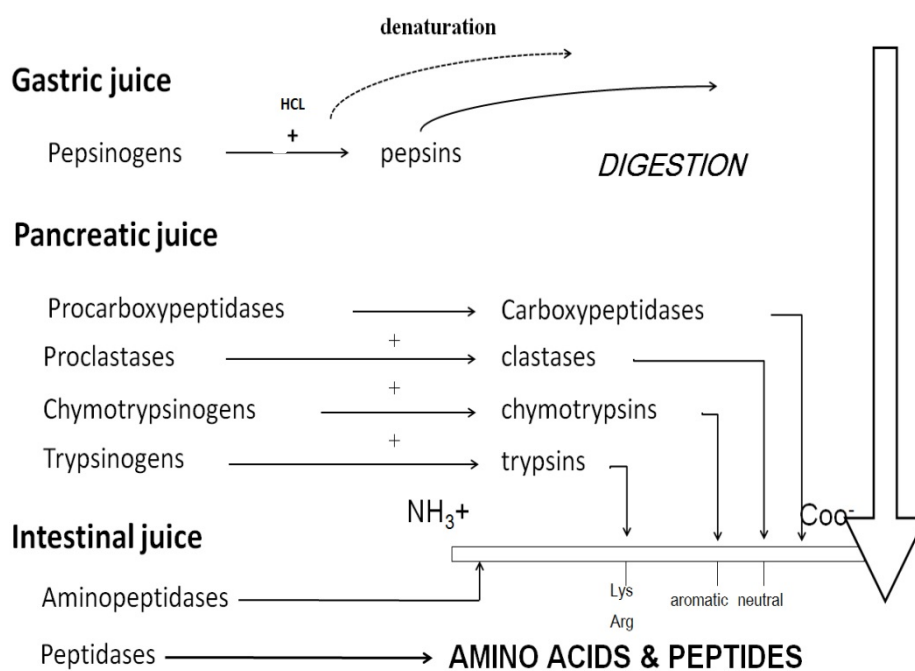 denaturation
Gastric juice
HCL
+
Pepsinogens pepsins
DIGESTION
Pancreatic juice
Procarboxypeptidases Carboxypeptidases
+
Proclastases clastases
+
Chymotrypsinogens chymotrypsins
+
Trypsinogens trypsins
NH₃+ Coo⁻
Intestinal juice
Lys aromatic neutral
Arg
Aminopeptidases
Peptidases AMINO ACIDS & PEPTIDES